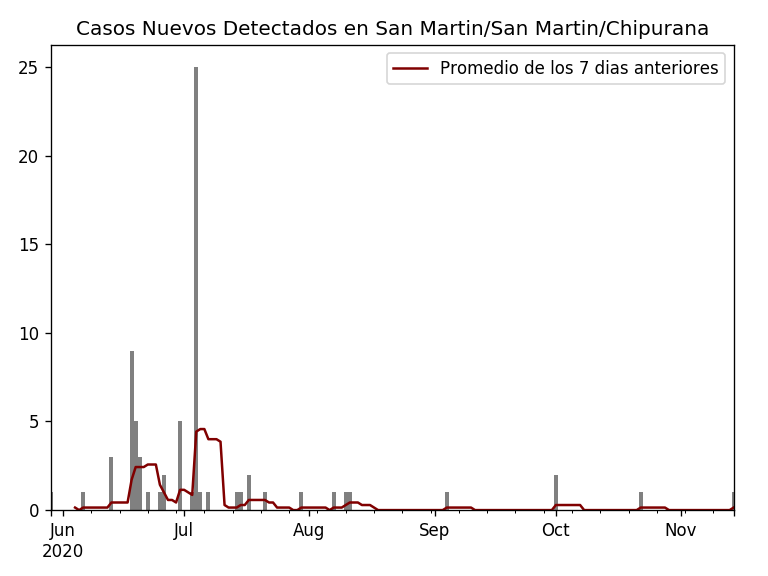 Casos Nuevos Detectados en San Martin/San Martin/Chipurana
Promedio de los 7 dias anteriores
25
20
15
10
5
0
Jun Jul Aug Sep Oct Nov
2020